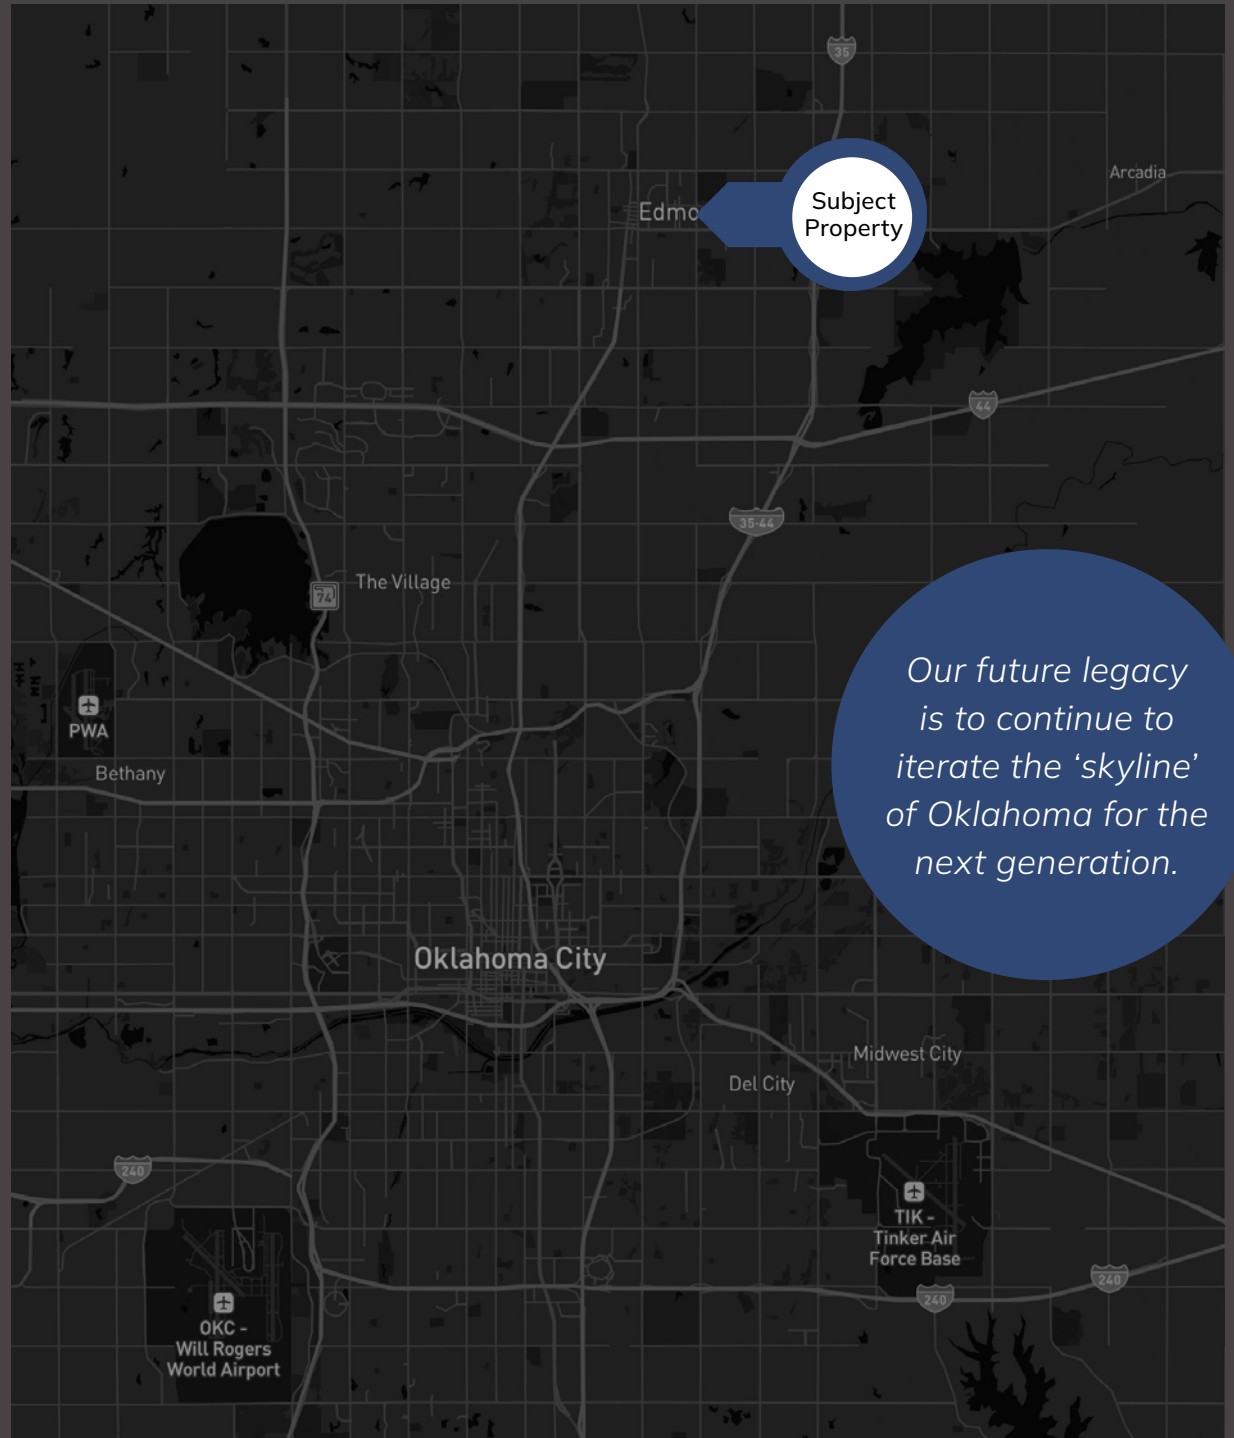 35
Arcadia
Edmo
Subject
Property
44
35-44
The Village
74
PWA
Bethany
Our future legacy
is to continue to
iterate the ‘skyline’
of Oklahoma for the
next generation.
Oklahoma City
Midwest City
Del City
240
TIK -
Tinker Air
Force Base
240
240
OKC -
Will Rogers
World Airport